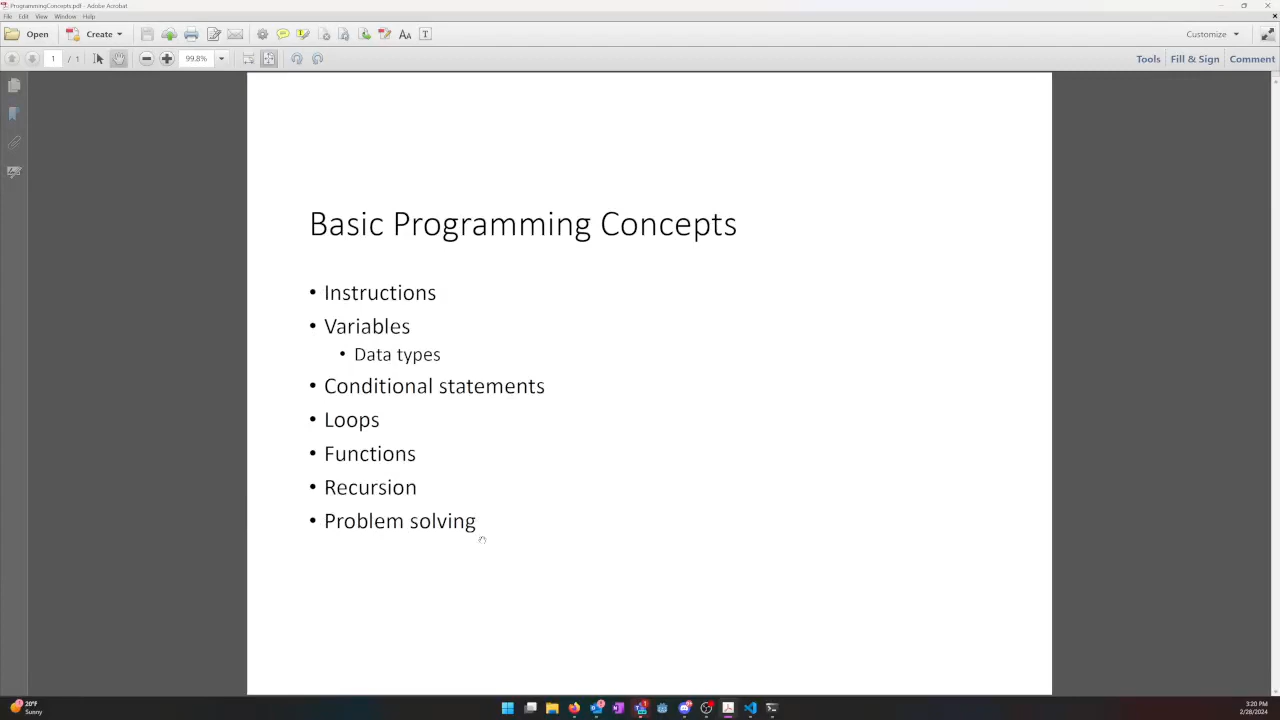 ProgrammingConcepts.pdf - Adobe Acrobat
File Edit View Window Help
Open Create Customize
1 / 1 99.8% Tools Fill & Sign Comment
Basic Programming Concepts
• Instructions
• Variables
• Data types
• Conditional statements
• Loops
• Functions
• Recursion
• Problem solving
20°F
Sunny
3:20 PM
2/28/2024